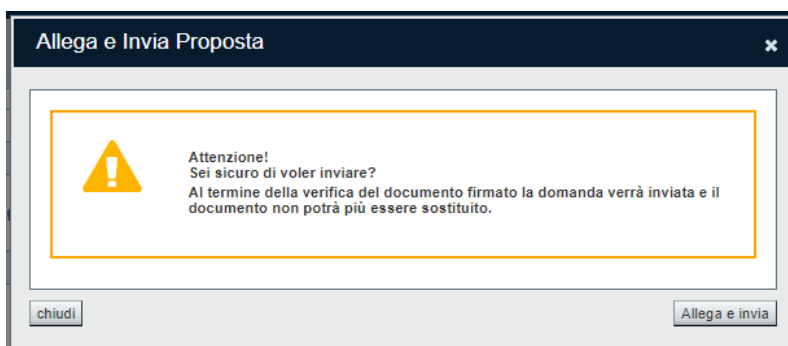 Allega e Invia Proposta
Attenzione!
Sei sicuro di voler inviare?
Al termine della verifica del documento firmato la domanda verrà inviata e il
documento non potrà più essere sostituito.
chiudi
Allega e invia